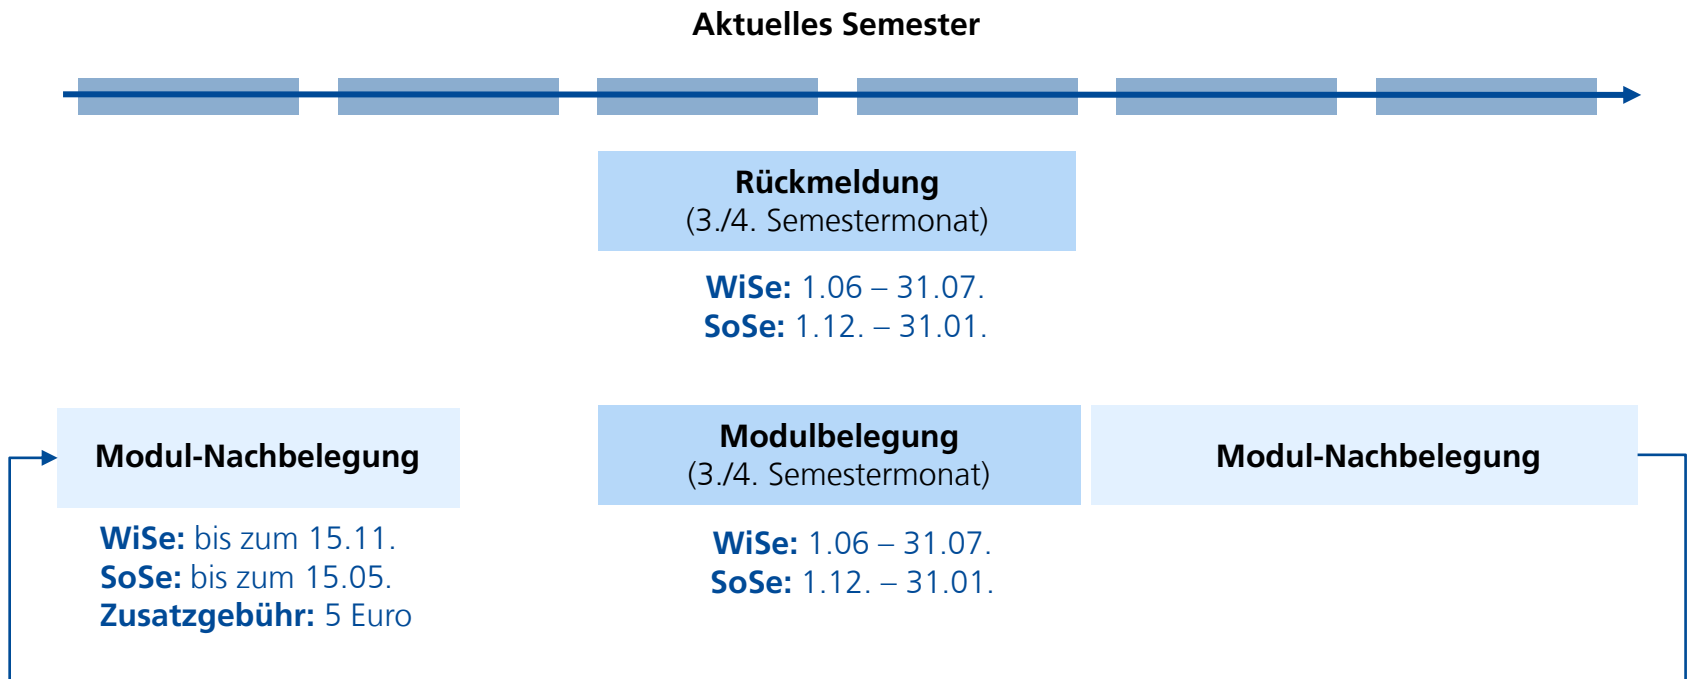 Aktuelles Semester
Rückmeldung
(3./4. Semestermonat)
WiSe: 1.06 – 31.07.
SoSe: 1.12. – 31.01.
Modul-Nachbelegung
WiSe: bis zum 15.11.
SoSe: bis zum 15.05.
Zusatzgebühr: 5 Euro
Modulbelegung
(3./4. Semestermonat)
WiSe: 1.06 – 31.07.
SoSe: 1.12. – 31.01.
Modul-Nachbelegung